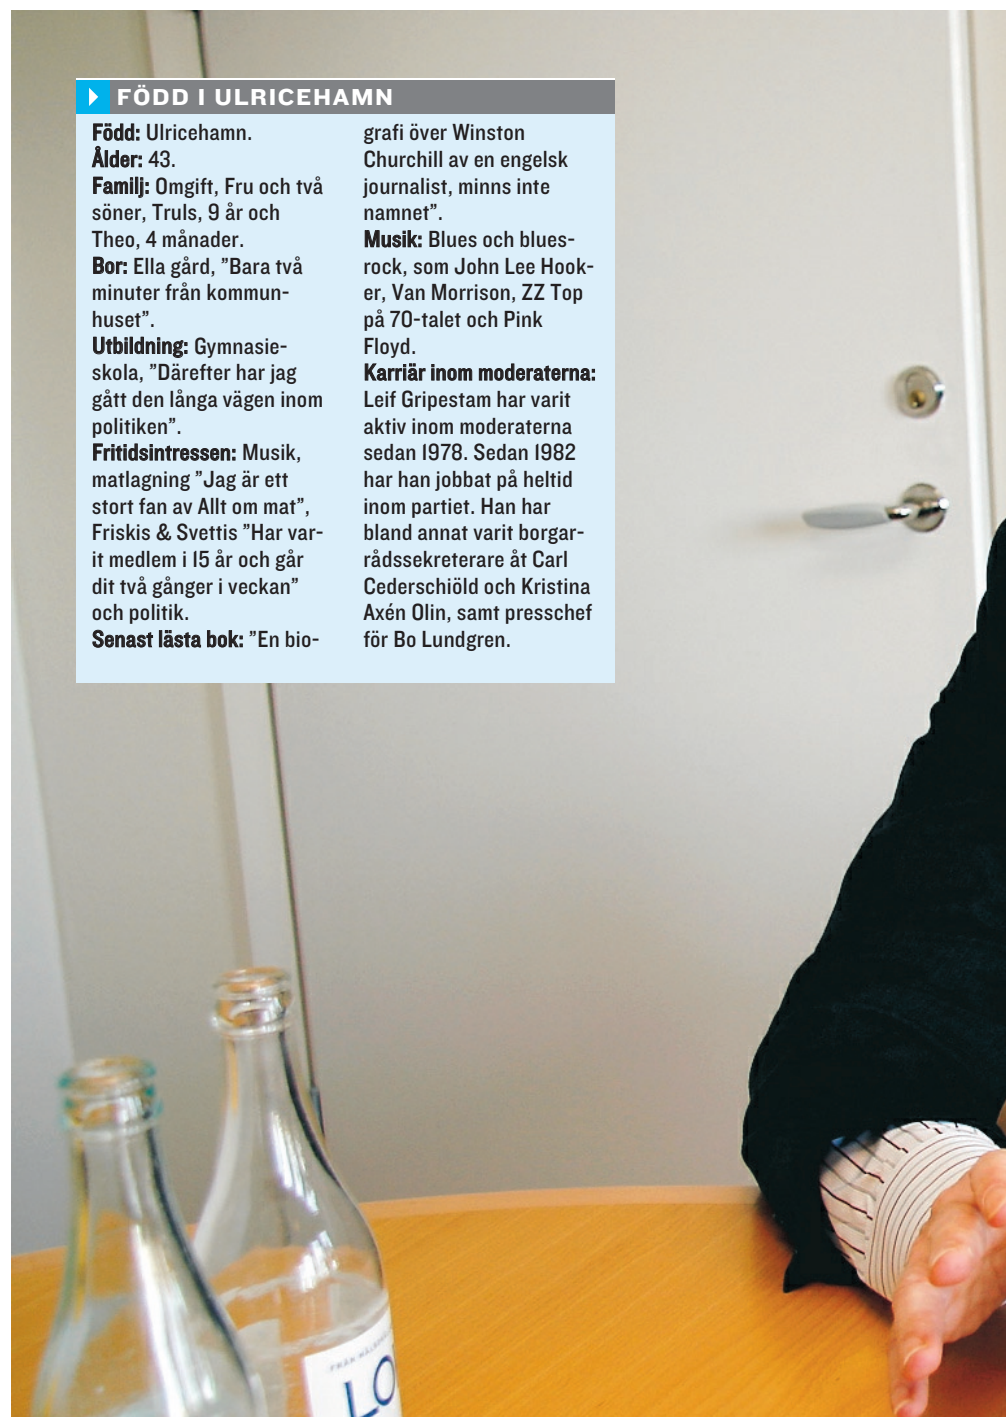 FÖDD I ULRICEHAMN
Född: Ulricehamn.
Ålder: 43.
Familj: Omgift, Fru och två
söner, Truls, 9 år och
Theo, 4 månader.
Bor: Ella gård, ”Bara två
minuter från kommun-
huset”.
Utbildning: Gymnasie-
skola, ”Därefter har jag
gått den långa vägen inom
politiken”.
Fritidsintressen: Musik,
matlagning ”Jag är ett
stort fan av Allt om mat”,
Friskis & Svettis ”Har var-
it medlem i 15 år och går
dit två gånger i veckan”
och politik.
Senast lästa bok: ”En bio-
grafi över Winston
Churchill av en engelsk
journalist, minns inte
namnet”.
Musik: Blues och blues-
rock, som John Lee Hook-
er, Van Morrison, ZZ Top
på 70-talet och Pink
Floyd.
Karriär inom moderaterna:
Leif Gripestam har varit
aktiv inom moderaterna
sedan 1978. Sedan 1982
har han jobbat på heltid
inom partiet. Han har
bland annat varit borgar-
rådssekreterare åt Carl
Cederschiöld och Kristina
Axén Olin, samt presschef
för Bo Lundgren.
LO